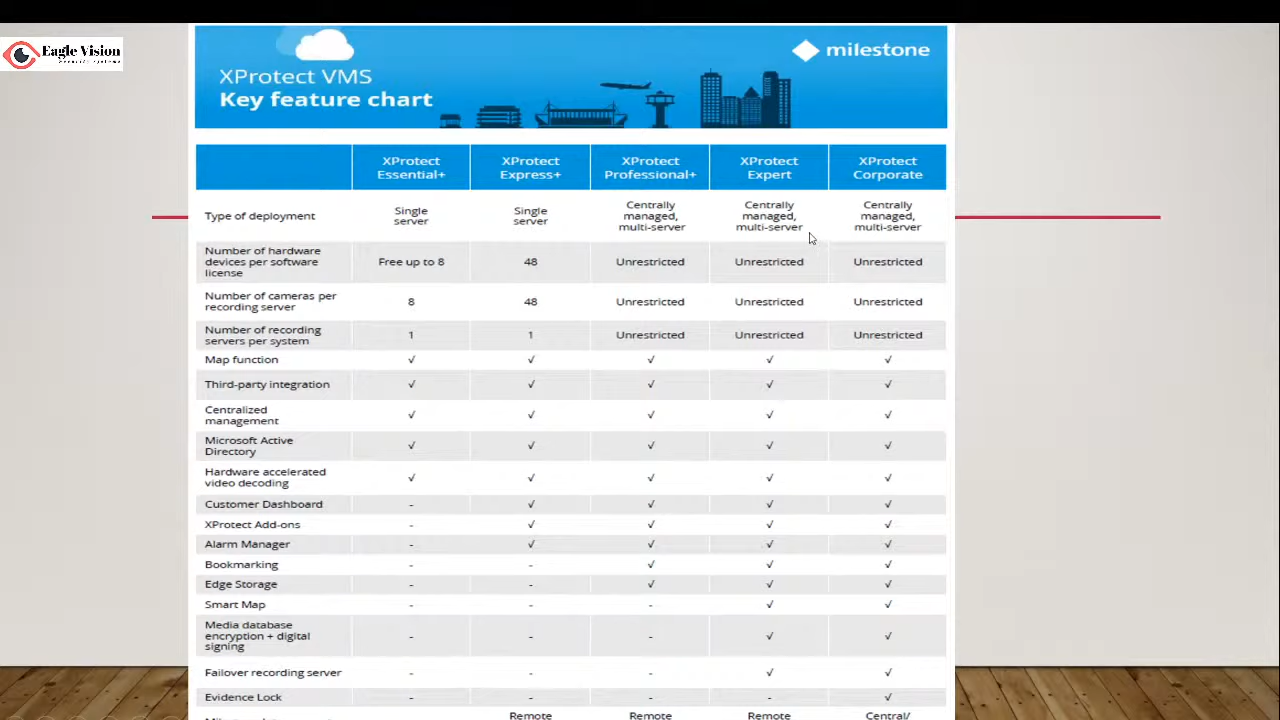 Eagle Vision
XProtect VMS
Key feature chart
milestone
XProtect Essential+ XProtect Express+ XProtect Professional+ XProtect Expert XProtect Corporate
Type of deployment Single server Single server Centrally managed, multi-server Centrally managed, multi-server Centrally managed, multi-server
Number of hardware devices per software license Free up to 8 48 Unrestricted Unrestricted Unrestricted
Number of cameras per recording server 8 48 Unrestricted Unrestricted Unrestricted
Number of recording servers per system 1 1 Unrestricted Unrestricted Unrestricted
Map function √ √ √ √ √
Third-party integration √ √ √ √ √
Centralized management √ √ √ √ √
Microsoft Active Directory √ √ √ √ √
Hardware accelerated video decoding √ √ √ √ √
Customer Dashboard - √ √ √ √
XProtect Add-ons - √ √ √ √
Alarm Manager - √ √ √ √
Bookmarking - - √ √ √
Edge Storage - - √ √ √
Smart Map - - - √ √
Media database encryption + digital signing - - - √ √
Failover recording server - - - √ √
Evidence Lock - - - - √
Remote Remote Remote Central/